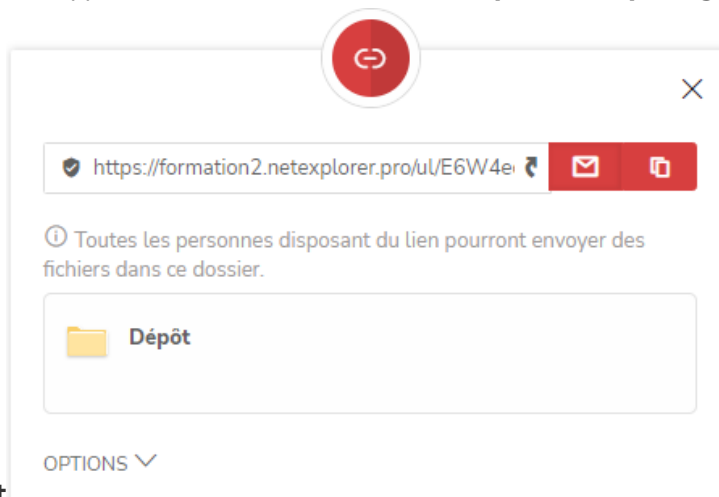 https://formation2.netexplorer.pro/ul/E6W4e
Toutes les personnes disposant du lien pourront envoyer des
fichiers dans ce dossier.
Dépôt
OPTIONS